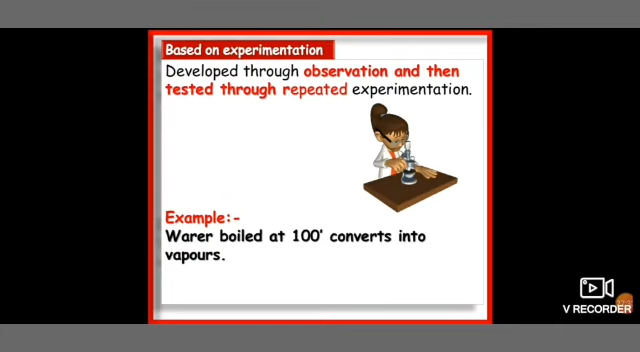 Based on experimentation
Developed through observation and then
tested through repeated experimentation.
Example:-
Warer boiled at 100' converts into
vapours.
V RECORDER